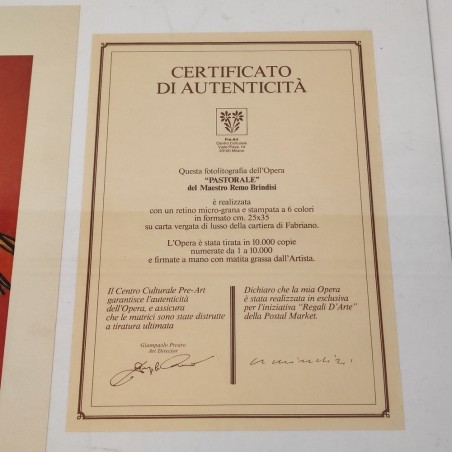 CERTIFICATO
DI AUTENTICITÀ
Pre-Art
Centro Culturale
Milano
Questa fotolitografia dell'Opera
“PASTORALE”
del Maestro Remo Brindisi
è realizzata
con un retino micro-grana e stampata a 6 colori
in formato cm. 25x35
su carta vergata di lusso della cartiera di Fabriano.
L'Opera è stata tirata in 10.000 copie
numerate da 1 a 10.000
e firmate a mano con matita grassa dall'Artista.
Il Centro Culturale Pre-Art
garantisce l'autenticità
dell'Opera, e assicura
che le matrici sono state distrutte
a tiratura ultimata
Giampaolo Prearo
Art Director
Dichiaro che la mia Opera
è stata realizzata in esclusiva
per l'iniziativa “Regali D'Arte”
della Postal Market.